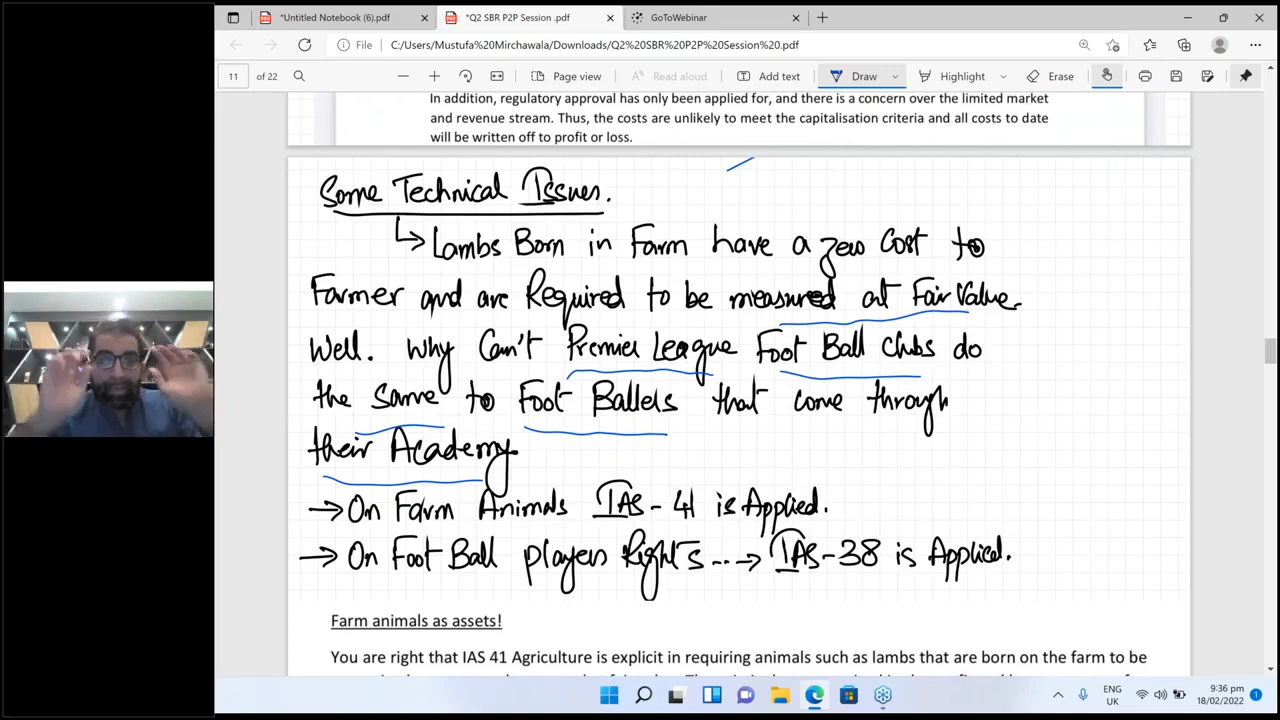 *Untitled Notebook (6).pdf
*Q2 SBR P2P Session .pdf
GoToWebinar
File
C:/Users/Mustufa%20Mirchawala/Downloads/Q2%20SBR%20P2P%20Session%20.pdf
11 of 22
Page view
Read aloud
Add text
Draw
Highlight
Erase
In addition, regulatory approval has only been applied for, and there is a concern over the limited market
and revenue stream. Thus, the costs are unlikely to meet the capitalisation criteria and all costs to date
will be written off to profit or loss.
Some Technical Issues.
Lambs Born in Farm have a zero Cost to
Farmer and are Required to be measured at Fair Value
Well. Why Can't Premier League Foot Ball clubs do
the same to Foot Ballers that come through
their Academy.
→ On Farm Animals IAS-41 is Applied.
→ On Foot Ball players Rights...→ IAS-38 is Applied.
Farm animals as assets!
You are right that IAS 41 Agriculture is explicit in requiring animals such as lambs that are born on the farm to be
ENG
UK
9:36 pm
18/02/2022
1